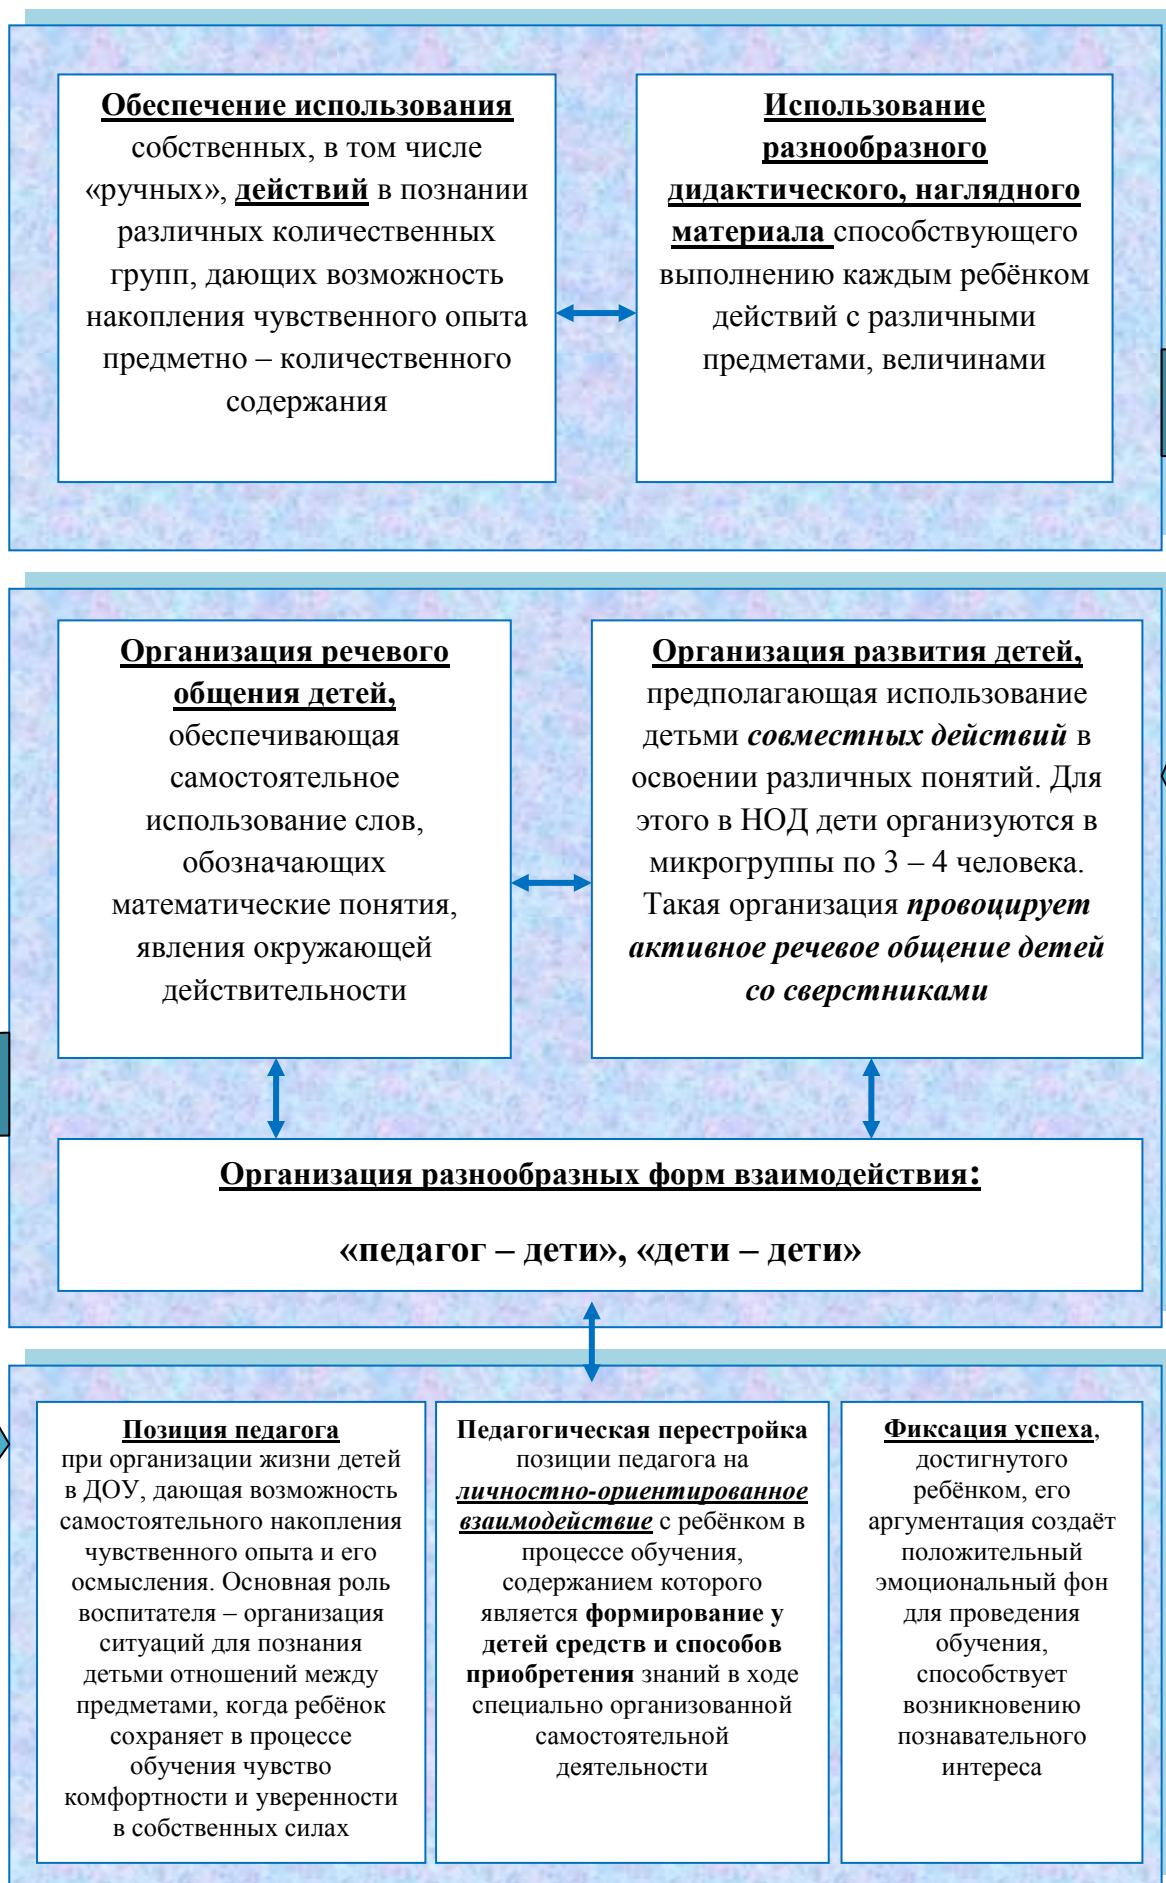 Обеспечение использования
собственных, в том числе
«ручных», действий в познании
различных количественных
групп, дающих возможность
накопления чувственного опыта
предметно – количественного
содержания
Использование
разнообразного
дидактического, наглядного
материала способствующего
выполнению каждым ребёнком
действий с различными
предметами, величинами
Организация речевого
общения детей,
обеспечивающая
самостоятельное
использование слов,
обозначающих
математические понятия,
явления окружающей
действительности
Организация развития детей,
предполагающая использование
детьми совместных действий в
освоении различных понятий. Для
этого в НОД дети организуются в
микрогруппы по 3 – 4 человека.
Такая организация провоцирует
активное речевое общение детей
со сверстниками
Организация разнообразных форм взаимодействия:
«педагог – дети», «дети – дети»
Позиция педагога
при организации жизни детей
в ДОУ, дающая возможность
самостоятельного накопления
чувственного опыта и его
осмысления. Основная роль
воспитателя – организация
ситуаций для познания
детьми отношений между
предметами, когда ребёнок
сохраняет в процессе
обучения чувство
комфортности и уверенности
в собственных силах
Педагогическая перестройка
позиции педагога на
личностно-ориентированное
взаимодействие с ребёнком в
процессе обучения,
содержанием которого
является формирование у
детей средств и способов
приобретения знаний в ходе
специально организованной
самостоятельной
деятельности
Фиксация успеха,
достигнутого
ребёнком, его
аргументация создаёт
положительный
эмоциональный фон
для проведения
обучения,
способствует
возникновению
познавательного
интереса